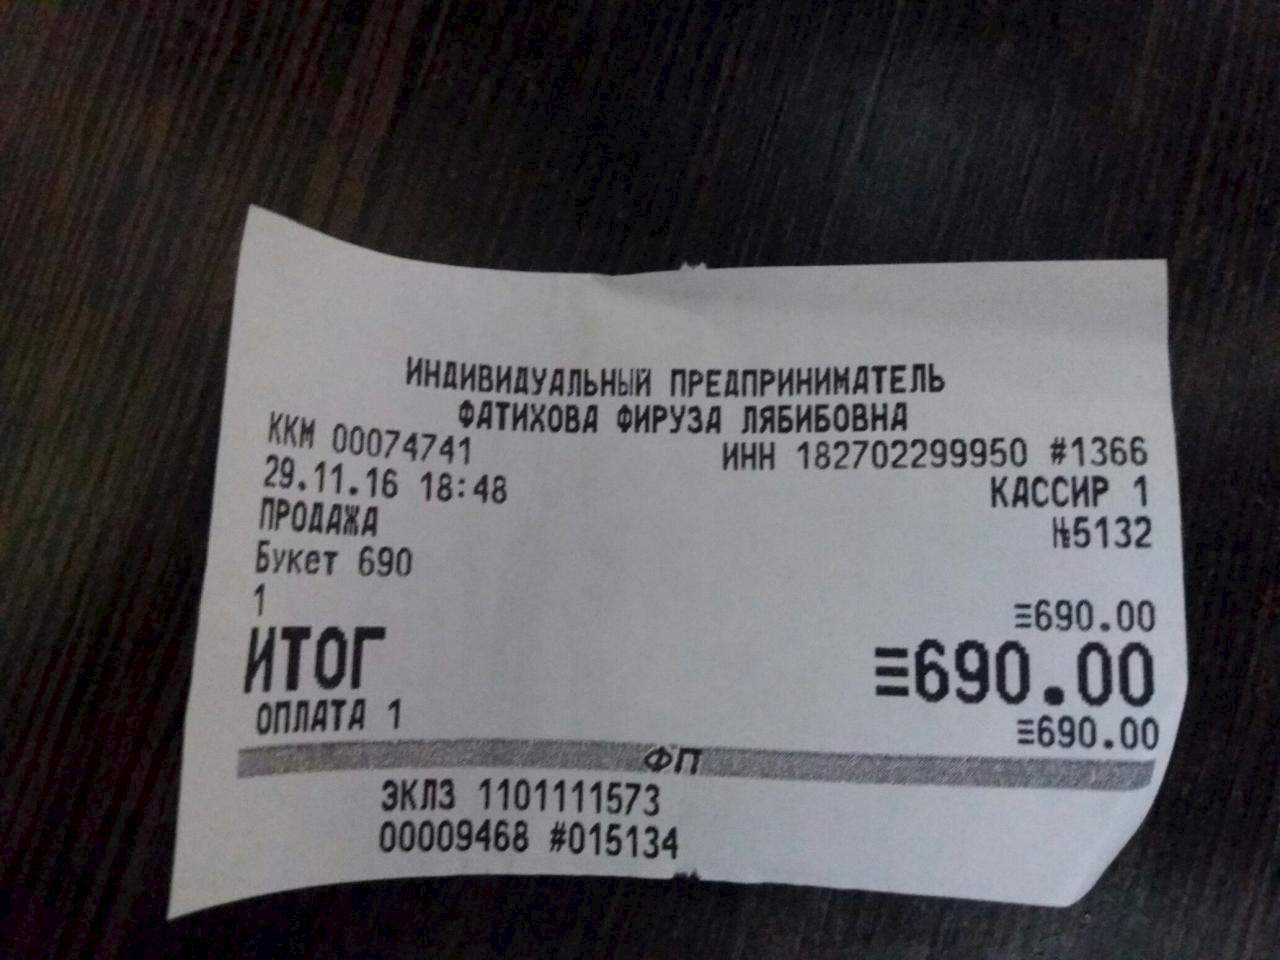 ИНДИВИДУАЛЬНЫЙ ПРЕДПРИНИМАТЕЛЬ
ФАТИХОВА ФИРУЗА ЛЯБИБОВНА
ККМ 00074741 ИНН 182702299950 #1366
29.11.16 18:48 КАССИР 1
ПРОДАЖА №5132
Букет 690
1 ≡690.00
ИТОГ ≡690.00
ОПЛАТА 1 ≡690.00
ФП
ЭКЛЗ 1101111573
00009468 #015134